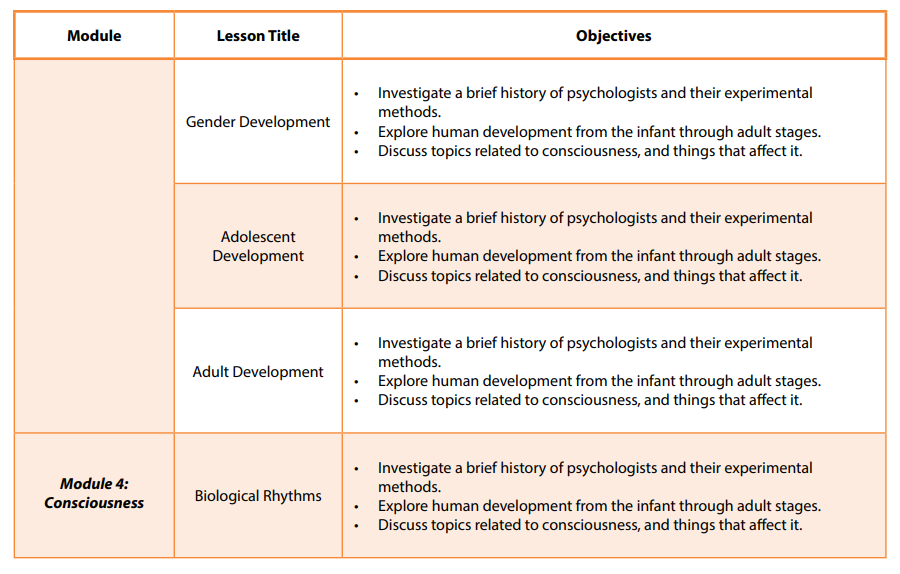 Module
Lesson Title
Objectives
Gender Development
• Investigate a brief history of psychologists and their experimental
methods.
• Explore human development from the infant through adult stages.
• Discuss topics related to consciousness, and things that affect it.
Adolescent
Development
• Investigate a brief history of psychologists and their experimental
methods.
• Explore human development from the infant through adult stages.
• Discuss topics related to consciousness, and things that affect it.
Adult Development
• Investigate a brief history of psychologists and their experimental
methods.
• Explore human development from the infant through adult stages.
• Discuss topics related to consciousness, and things that affect it.
Module 4:
Consciousness
Biological Rhythms
• Investigate a brief history of psychologists and their experimental
methods.
• Explore human development from the infant through adult stages.
• Discuss topics related to consciousness, and things that affect it.